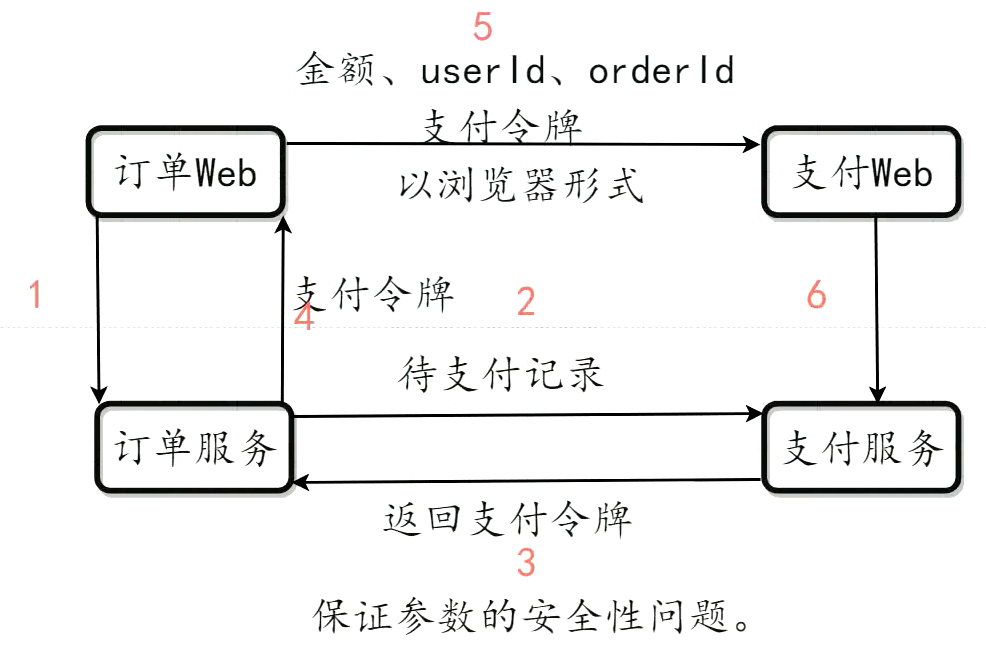 5
金额、userId、orderId
支付令牌
订单Web
支付Web
以浏览器形式
1
支付令牌
2
6
4
待支付记录
订单服务
支付服务
返回支付令牌
3
保证参数的安全性问题。